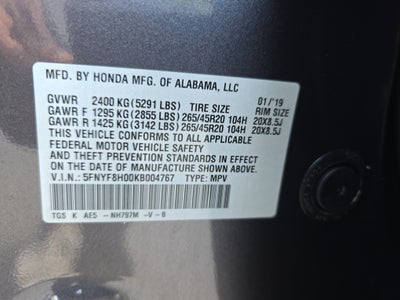 MFD. BY HONDA MFG. OF ALABAMA, LLC
GVWR 2400 KG (5291 LBS) TIRE SIZE 01/'19 RIM SIZE
GAWR F 1295 KG (2855 LBS) 265/45R20 104H 20X8.5J
GAWR R 1425 KG (3142 LBS) 265/45R20 104H 20X8.5J
THIS VEHICLE CONFORMS TO ALL APPLICABLE
FEDERAL MOTOR VEHICLE SAFETY
AND THEFT PREVENTION STANDARDS IN EFFECT
ON THE DATE OF MANUFACTURE SHOWN ABOVE.
V.I.N.: 5FNYF8H00KB004767 TYPE: MPV
TGS K AE5 - NH797M -V-B